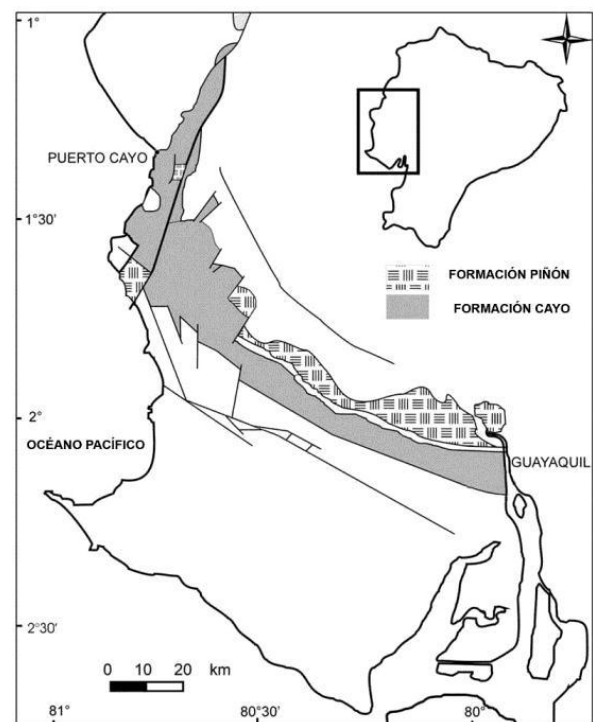 1°
PUERTO CAYO
1°30'
FORMACIÓN PIÑÓN
FORMACIÓN CAYO
2°
OCÉANO PACÍFICO
GUAYAQUIL
2°30'
0 10 20 km
81° 80°30' 80°